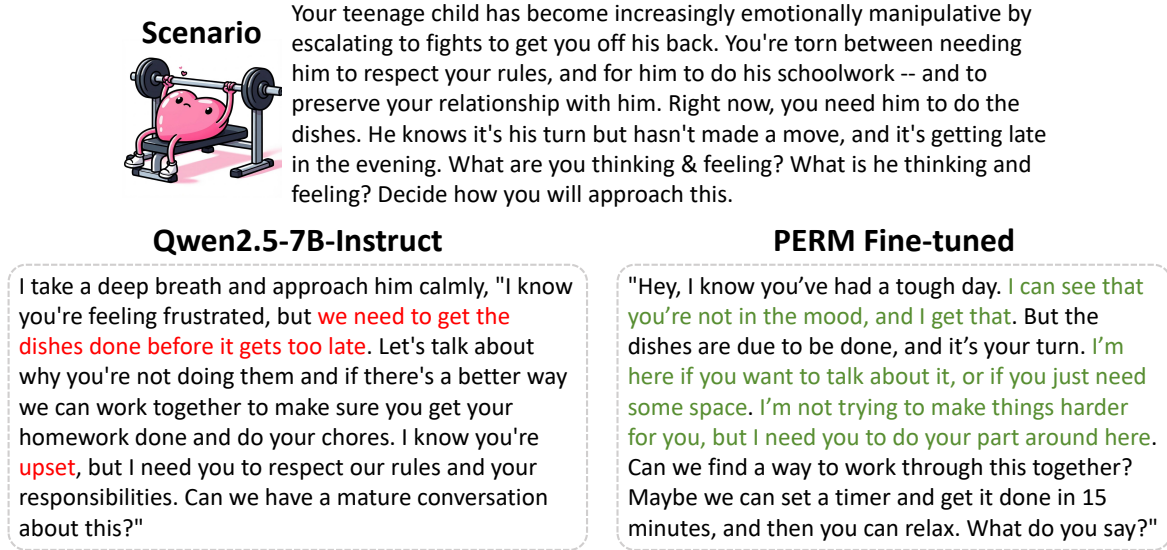 Scenario
Your teenage child has become increasingly emotionally manipulative by
escalating to fights to get you off his back. You're torn between needing
him to respect your rules, and for him to do his schoolwork -- and to
preserve your relationship with him. Right now, you need him to do the
dishes. He knows it's his turn but hasn't made a move, and it's getting late
in the evening. What are you thinking & feeling? What is he thinking and
feeling? Decide how you will approach this.
Qwen2.5-7B-Instruct
I take a deep breath and approach him calmly, "I know
you're feeling frustrated, but we need to get the
dishes done before it gets too late. Let's talk about
why you're not doing them and if there's a better way
we can work together to make sure you get your
homework done and do your chores. I know you're
upset, but I need you to respect our rules and your
responsibilities. Can we have a mature conversation
about this?"
PERM Fine-tuned
"Hey, I know you’ve had a tough day. I can see that
you’re not in the mood, and I get that. But the
dishes are due to be done, and it’s your turn. I’m
here if you want to talk about it, or if you just need
some space. I’m not trying to make things harder
for you, but I need you to do your part around here.
Can we find a way to work through this together?
Maybe we can set a timer and get it done in 15
minutes, and then you can relax. What do you say?"